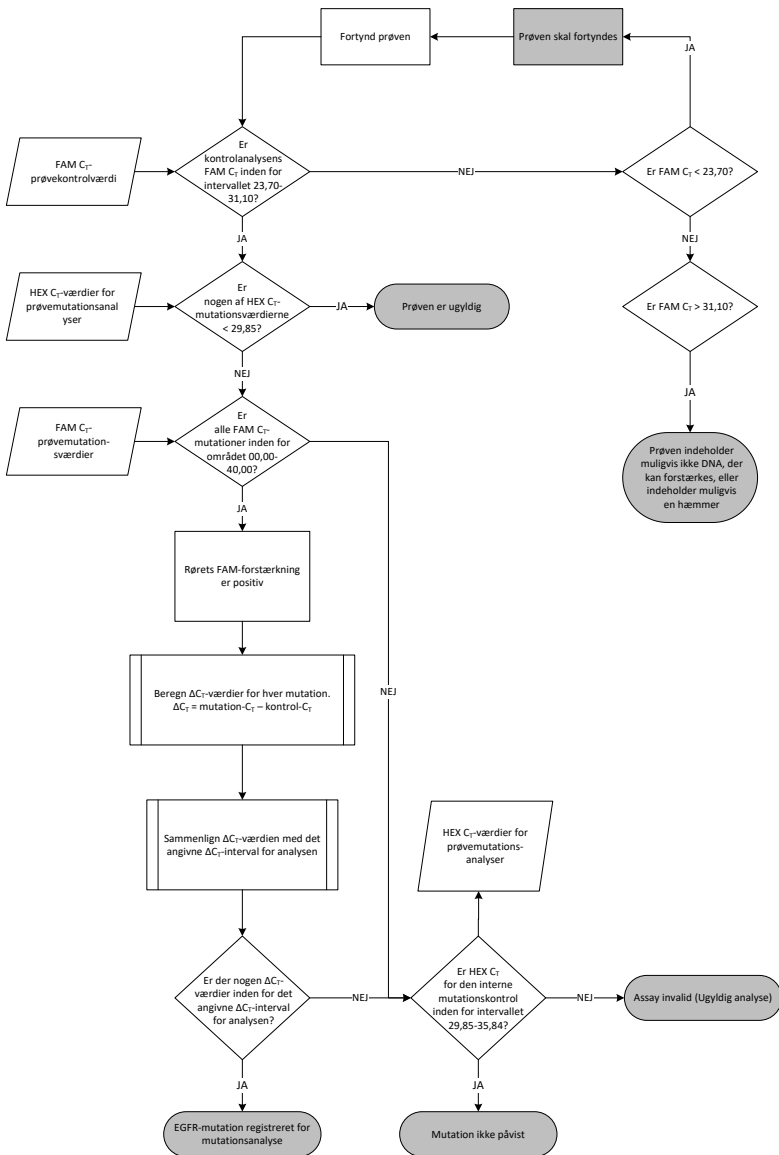 Fortynd prøven
Prøven skal fortyndes
JA
FAM CT-
prøvekontrolværdi
Er
kontrolanalysens
FAM CT inden for
intervallet 23,70-
31,10?
NEJ
Er FAM CT < 23,70?
JA
NEJ
HEX CT-værdier for
prøvemutationsanal
yser
Er
nogen af HEX CT-
mutationsværdierne
< 29,85?
JA
Prøven er ugyldig
Er FAM CT > 31,10?
NEJ
JA
FAM CT-
prøvemutation-
sværdier
Er
alle FAM CT-
mutationer inden for
området 00,00-
40,00?
Prøven indeholder
muligvis ikke DNA, der
kan forstærkes, eller
indeholder muligvis
en hæmmer
JA
Rørets FAM-forstærkning
er positiv
NEJ
Beregn ΔCT-værdier for hver mutation.
ΔCT = mutation-CT – kontrol-CT
Sammenlign ΔCT-værdien med det
angivne ΔCT-interval for analysen
HEX CT-værdier for
prøvemutations-
analyser
Er der nogen ΔCT-
værdier inden for det
angivne ΔCT-interval
for analysen?
NEJ
Er HEX CT
for den interne
mutationskontrol
inden for intervallet
29,85-35,84?
NEJ
Assay invalid (Ugyldig analyse)
JA
JA
EGFR-mutation registreret for
mutationsanalyse
Mutation ikke påvist